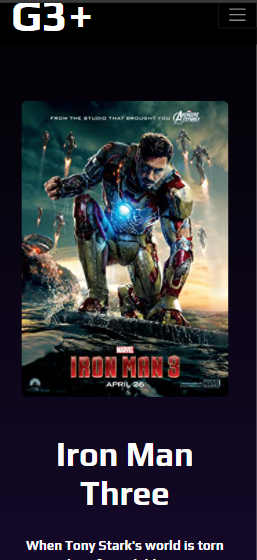 G3+
FROM THE STUDIO THAT BROUGHT YOU
AVENGERS
MARVEL
IRON MAN 3
APRIL 26
MARVEL
Iron Man
Three
When Tony Stark's world is torn